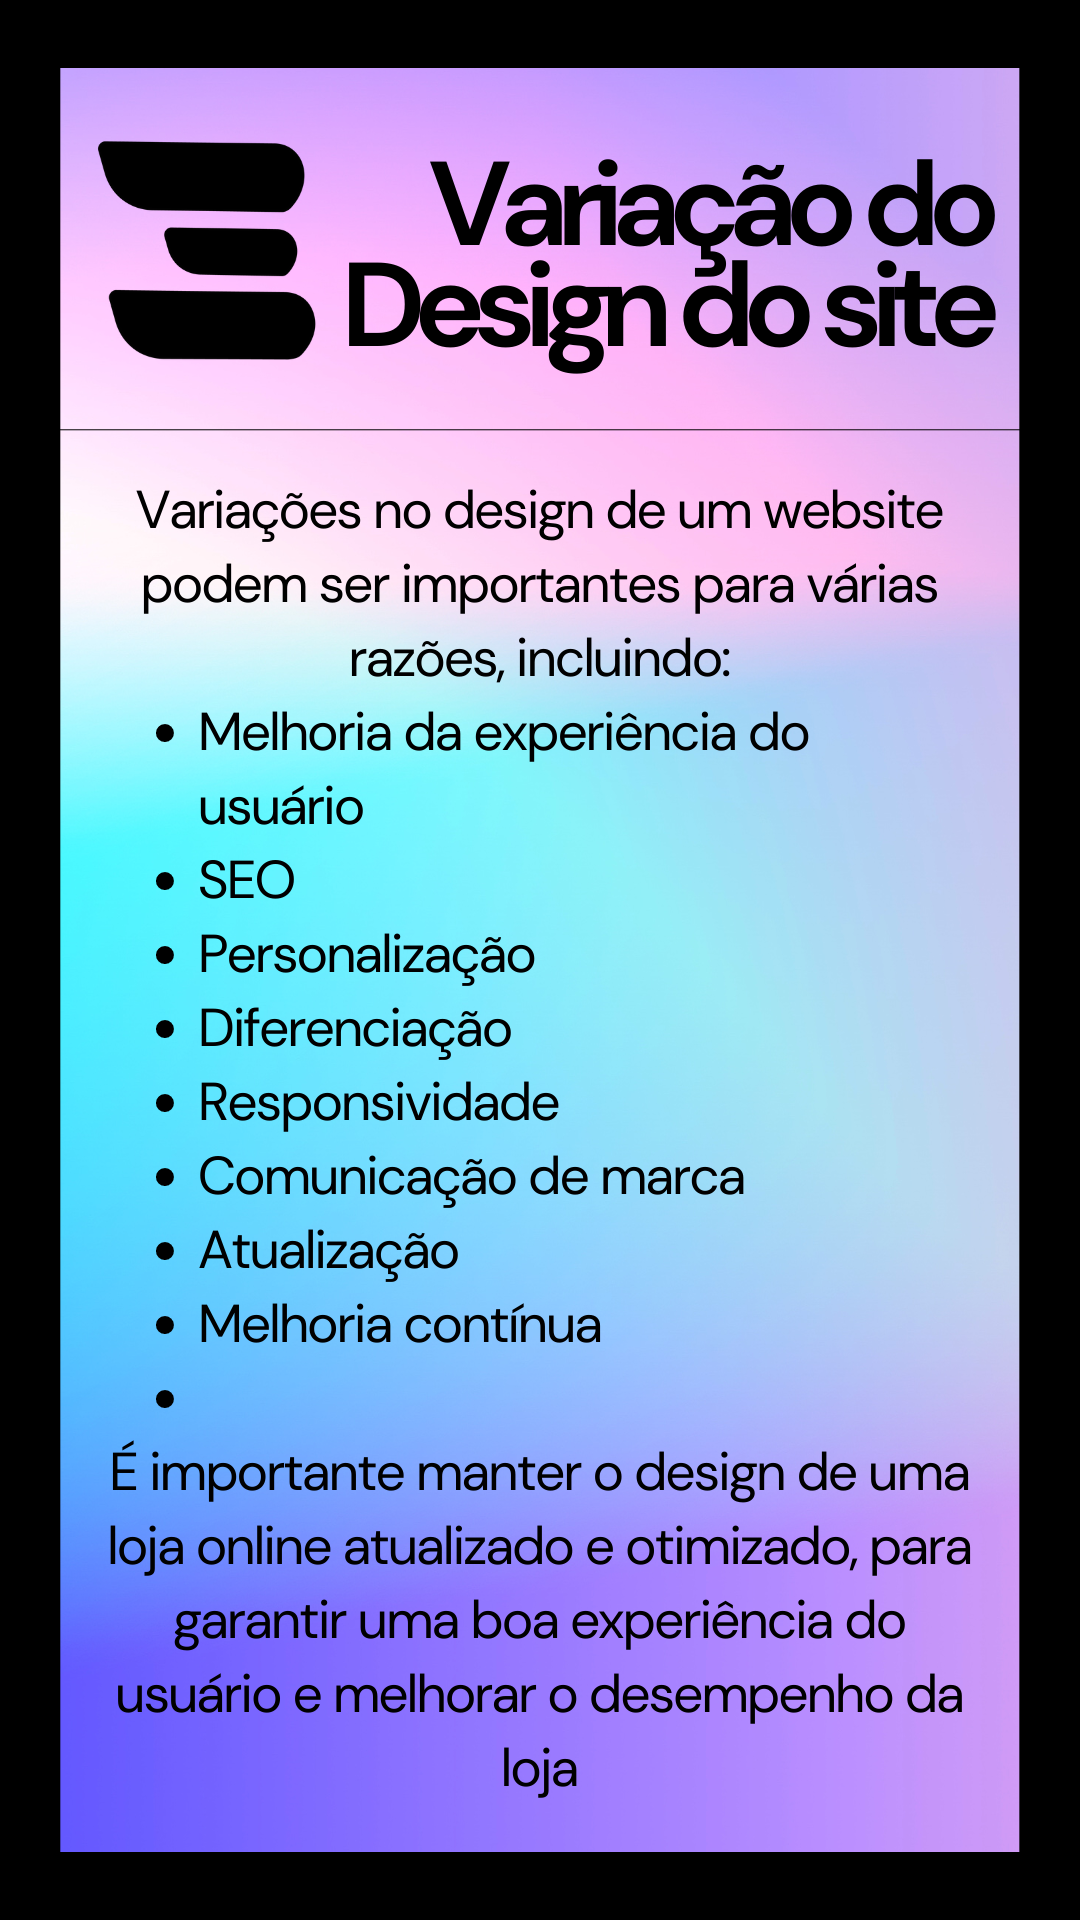 Variação do
Design do site
Variações no design de um website
podem ser importantes para várias
razões, incluindo:
• Melhoria da experiência do
usuário
• SEO
• Personalização
• Diferenciação
• Responsividade
• Comunicação de marca
• Atualização
• Melhoria contínua
•
É importante manter o design de uma
loja online atualizado e otimizado, para
garantir uma boa experiência do
usuário e melhorar o desempenho da
loja